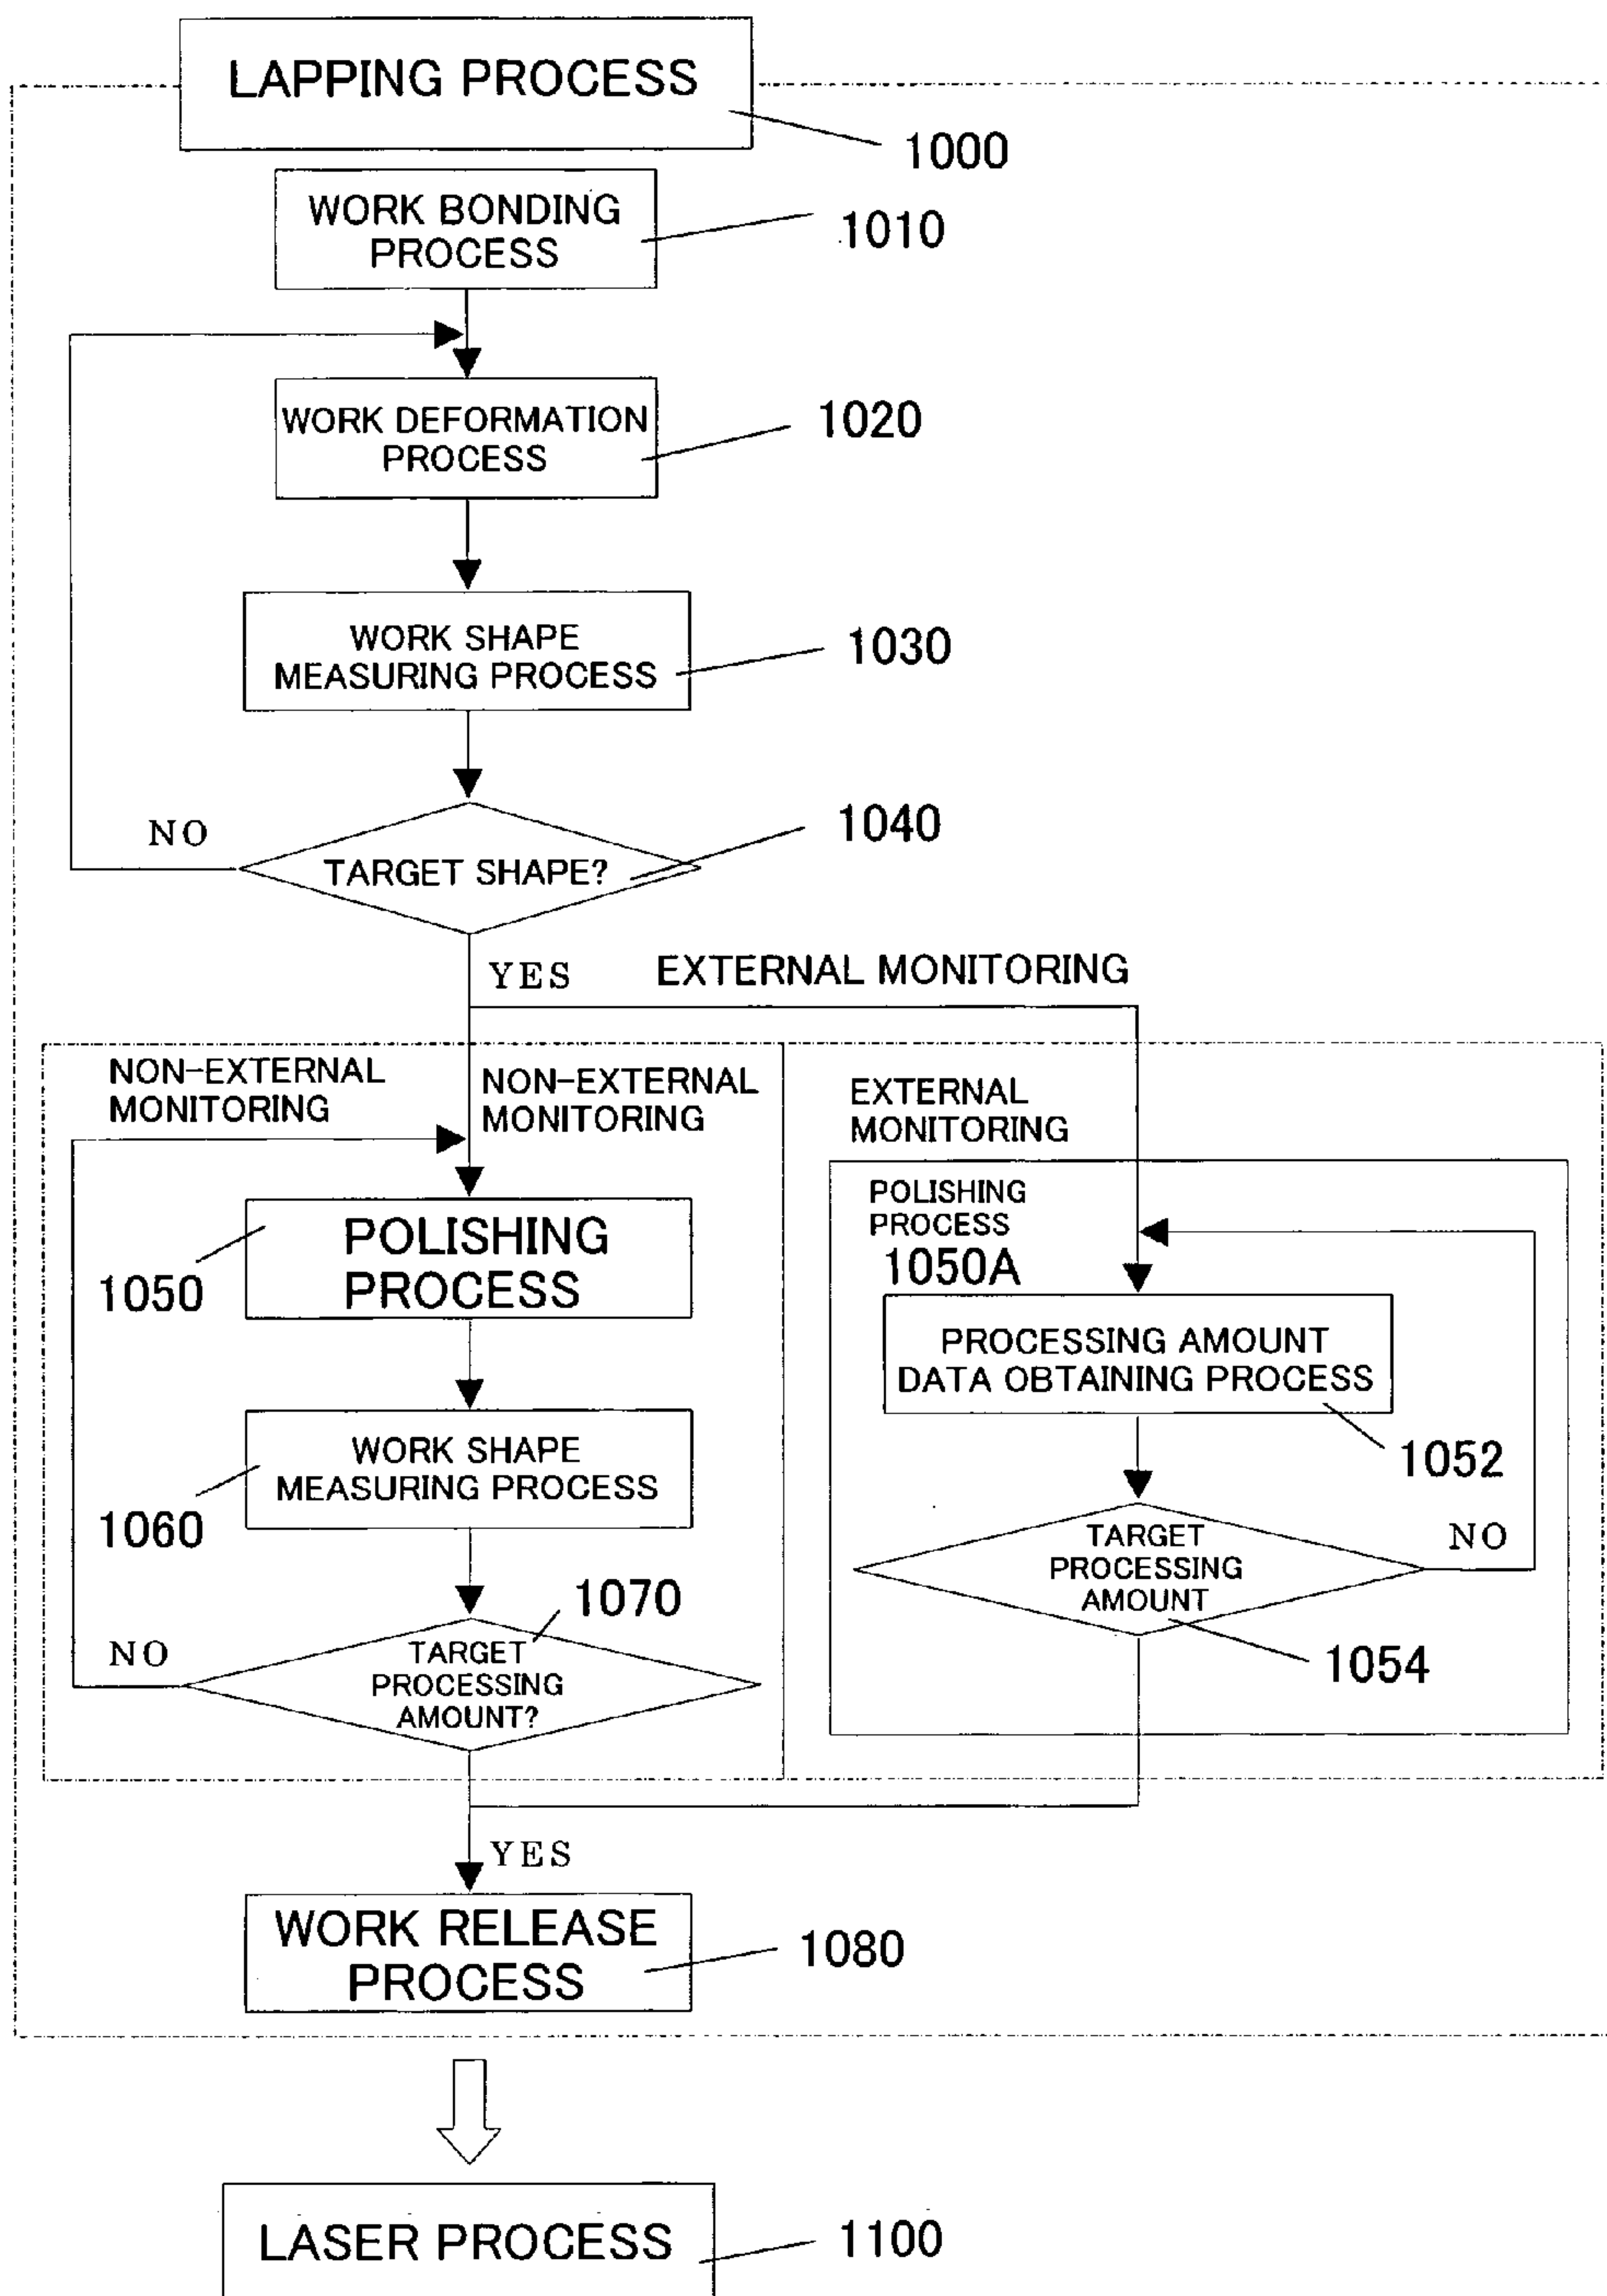 LAPPING PROCESS
1000
WORK BONDING
PROCESS
1010
WORK DEFORMATION
PROCESS
1020
WORK SHAPE
MEASURING PROCESS
1030
NO
TARGET SHAPE?
1040
YES
EXTERNAL MONITORING
NON-EXTERNAL
MONITORING
NON-EXTERNAL
MONITORING
POLISHING
PROCESS
1050
WORK SHAPE
MEASURING PROCESS
1060
1070
NO
TARGET
PROCESSING
AMOUNT?
EXTERNAL
MONITORING
POLISHING
PROCESS
1050A
PROCESSING AMOUNT
DATA OBTAINING PROCESS
1052
TARGET
PROCESSING
AMOUNT
NO
1054
YES
WORK RELEASE
PROCESS
1080
LASER PROCESS
1100